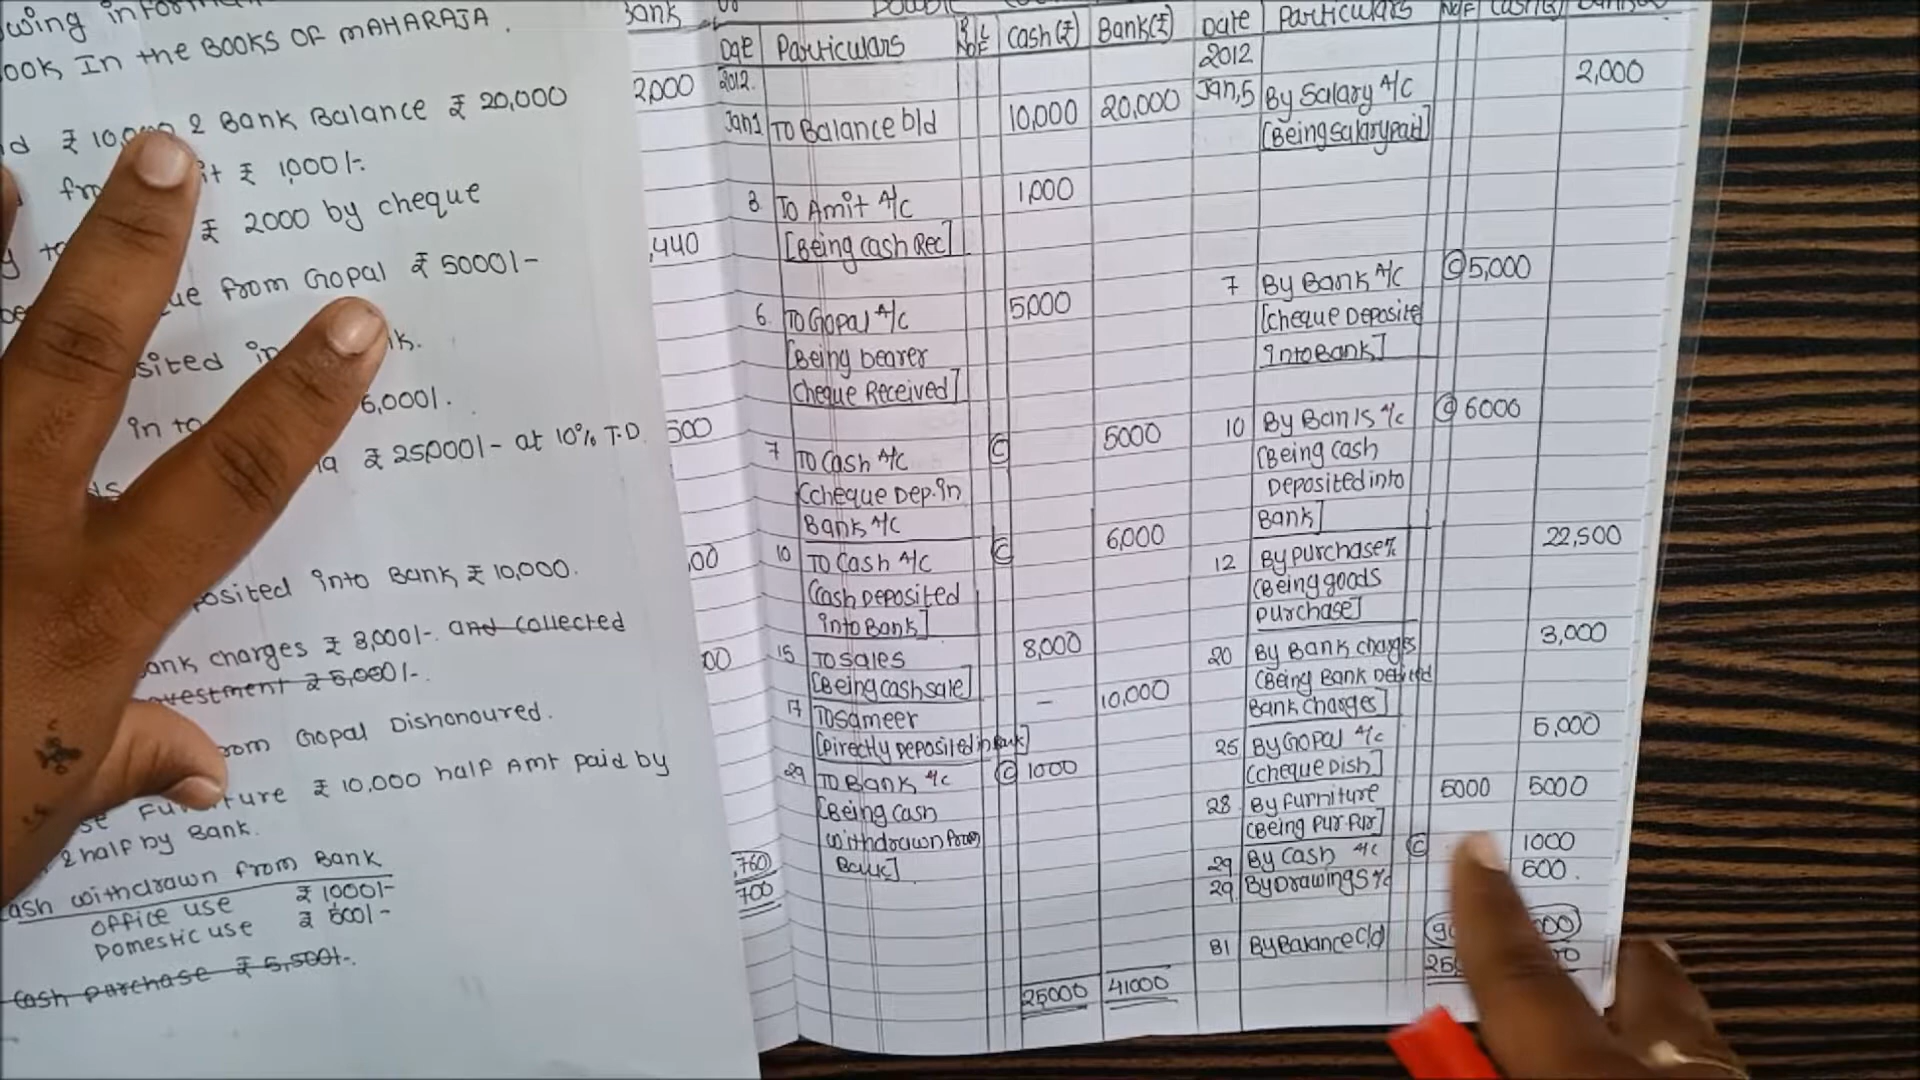 owing
ook In the BOOKS OF MAHARAJA.
d ₹ 10,000 & Bank Balance ₹ 20,000
it ₹ 1,000/-
₹ 2000 by cheque
ue from Gopal ₹ 5000/-
sited in
in to 6,000/.
₹ 25,000/- at 10% T.D.
posited into Bank ₹ 10,000.
ank charges ₹ 3,000/-. and collected
nvestment ₹ 5,000/-.
rom Gopal Dishonoured.
se Furniture ₹ 10,000 half Amt paid by
& half by Bank.
ash withdrawn from Bank
office use ₹ 1000/-
Domestic use ₹ 500/-
Cash purchase ₹ 5,500/-.
Bank
2,000
,440
500
,00
00
,760
700
Date Particulars Cash(₹) Bank(₹)
2012.
Jan1 To Balance b/d 10,000 20,000
3. To Amit A/c 1,000
[Being cash Rec]
6. To Gopal A/c 5,000
[Being bearer
cheque Received]
7 To Cash A/c C 5000
[cheque Dep. in
Bank A/c
10 To Cash A/c C 6,000
[Cash Deposited
into Bank]
15 To Sales 8,000
[Being cash sale]
17 To Sameer - 10,000
[Directly Deposited in Bank]
29 To Bank A/c C 1000
[Being cash
withdrawn from
Bank]
25000 41000
Date Particulars Cash(₹)
2012
Jan,5 By Salary A/c 2,000
[Being salary paid]
7 By Bank A/c C 5,000
[cheque Deposite
into Bank]
10 By Bank A/c C 6000
[Being cash
Deposited into
Bank]
12 By purchase A/c 22,500
[Being goods
purchase]
20 By Bank charges 3,000
[Being Bank Debited
Bank charges]
25 By Gopal A/c 5,000
[cheque Dish]
28 By furniture 5000 5000
[Being pur. fur]
29 By Cash A/c C 1000
29 By Drawings A/c 500.
31 By Balance C/d